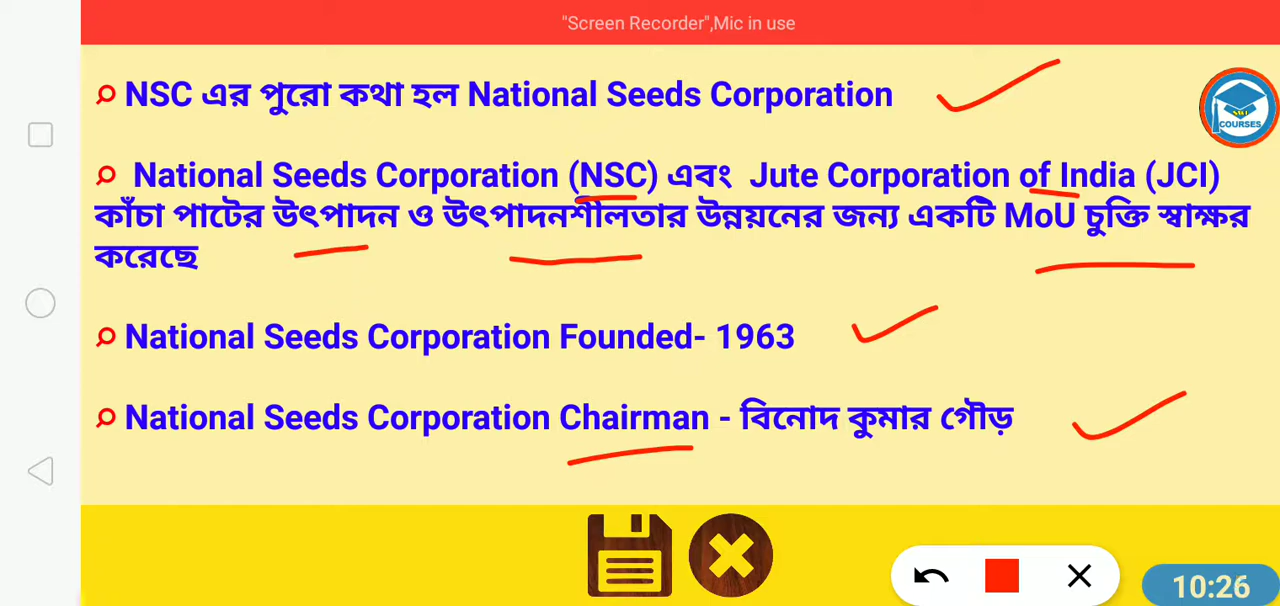 "Screen Recorder",Mic in use
NSC এর পুরো কথা হল National Seeds Corporation
COURSES
National Seeds Corporation (NSC) এবং Jute Corporation of India (JCI)
কাঁচা পাটের উৎপাদন ও উৎপাদনশীলতার উন্নয়নের জন্য একটি MoU চুক্তি স্বাক্ষর
করেছে
National Seeds Corporation Founded- 1963
National Seeds Corporation Chairman - বিনোদ কুমার গৌড়
10:26